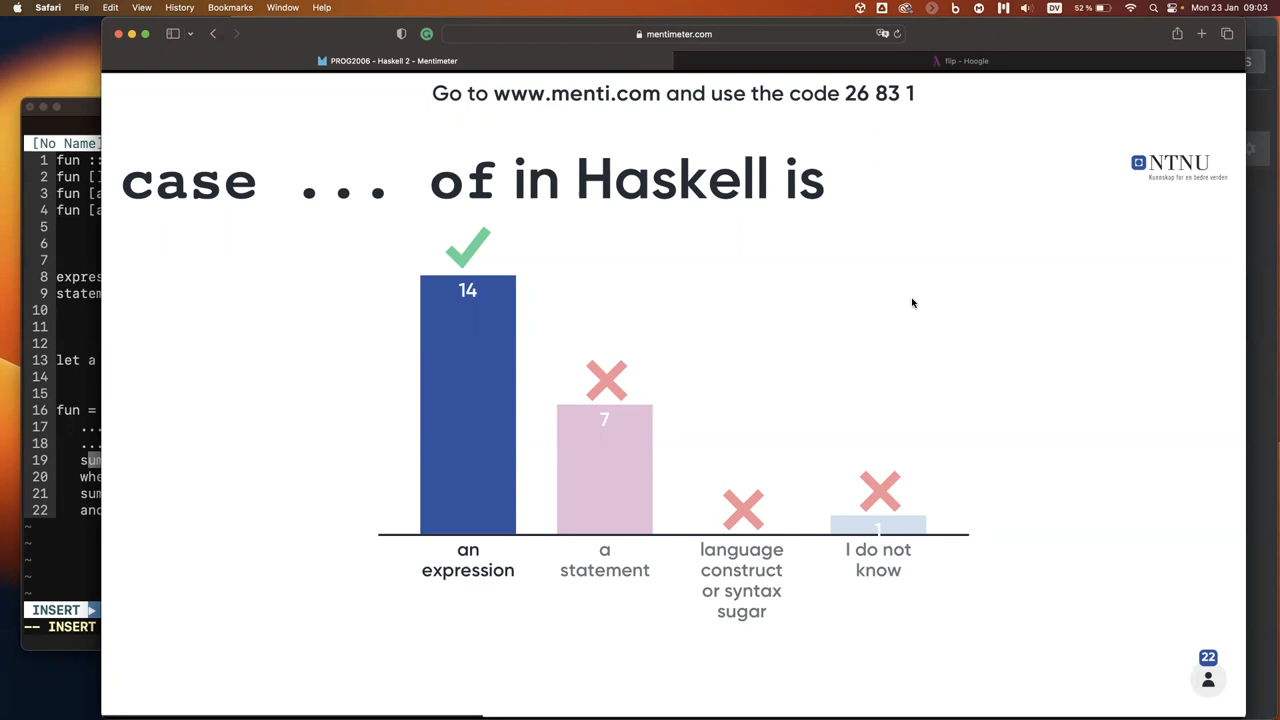 Safari File Edit View History Bookmarks Window Help DV 52 % Mon 23 Jan 09:03
mentimeter.com
PROG2006 - Haskell 2 - Mentimeter
flip - Hoogle
Go to www.menti.com and use the code 26 83 1
case ... of in Haskell is
NTNU
Kunnskap for en bedre verden
14
7
1
an
expression
a
statement
language
construct
or syntax
sugar
I do not
know
22
[No Name]
1 fun ::
2 fun []
3 fun [a
4 fun [a
5
6
7
8 expres
9 statem
10
11
12
13 let a
14
15
16 fun =
17 ...
18 ...
19 sum
20 whe
21 sum
22 and
~
~
~
~
~
INSERT
-- INSERT